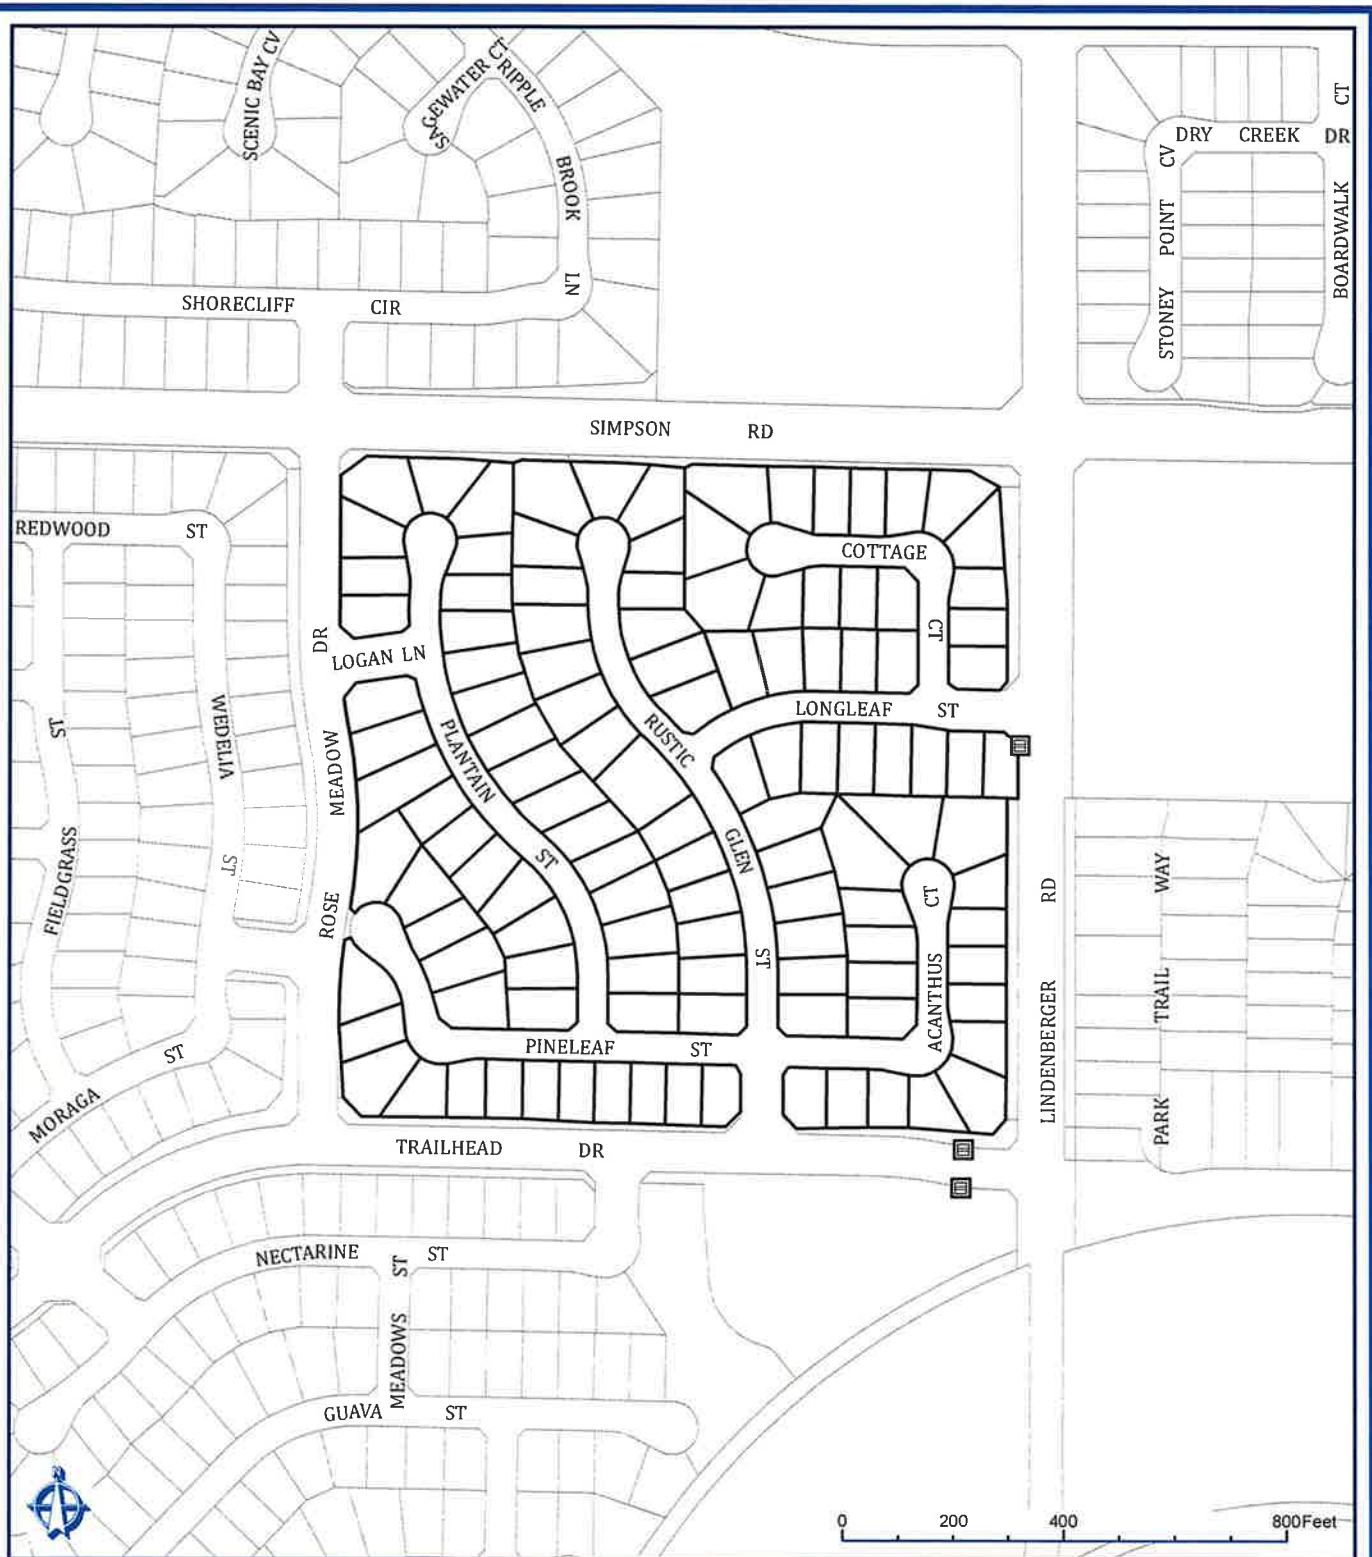 SCENIC BAY CV
SAGEWATER CT
RIPPLE BROOK LN
CT
DRY CREEK DR
STONEY POINT CV
BOARDWALK
SHORECLIFF CIR
SIMPSON RD
REDWOOD ST
COTTAGE CT
LOGAN LN
ROSE MEADOW DR
WEDELIA ST
FIELDGRASS ST
PLANTAIN ST
RUSTIC GLEN ST
LONGLEAF ST
ACANTHUS CT
LINDENBERGER RD
PARK TRAIL WAY
PINELEAF ST
MORAGA ST
TRAILHEAD DR
NECTARINE ST
MEADOWS ST
GUAVA ST
N
0 200 400 800Feet